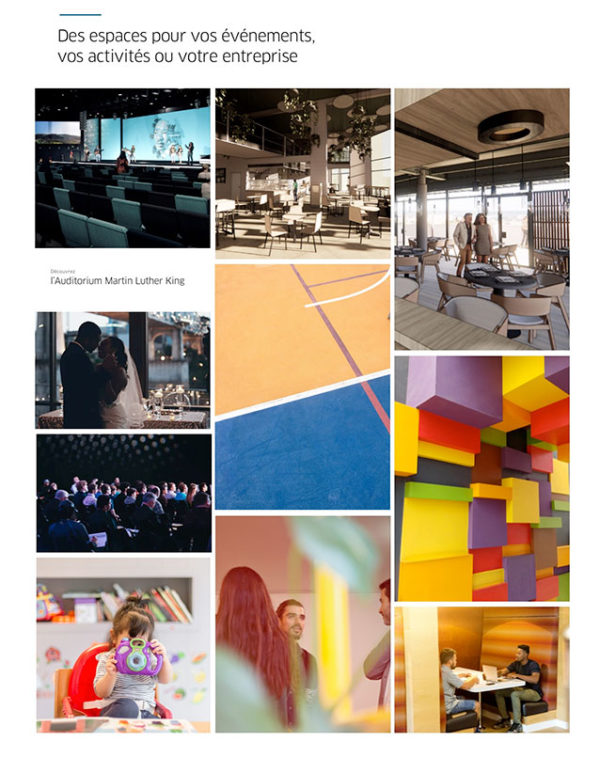 Des espaces pour vos événements,
vos activités ou votre entreprise
Découvrez
l'Auditorium Martin Luther King